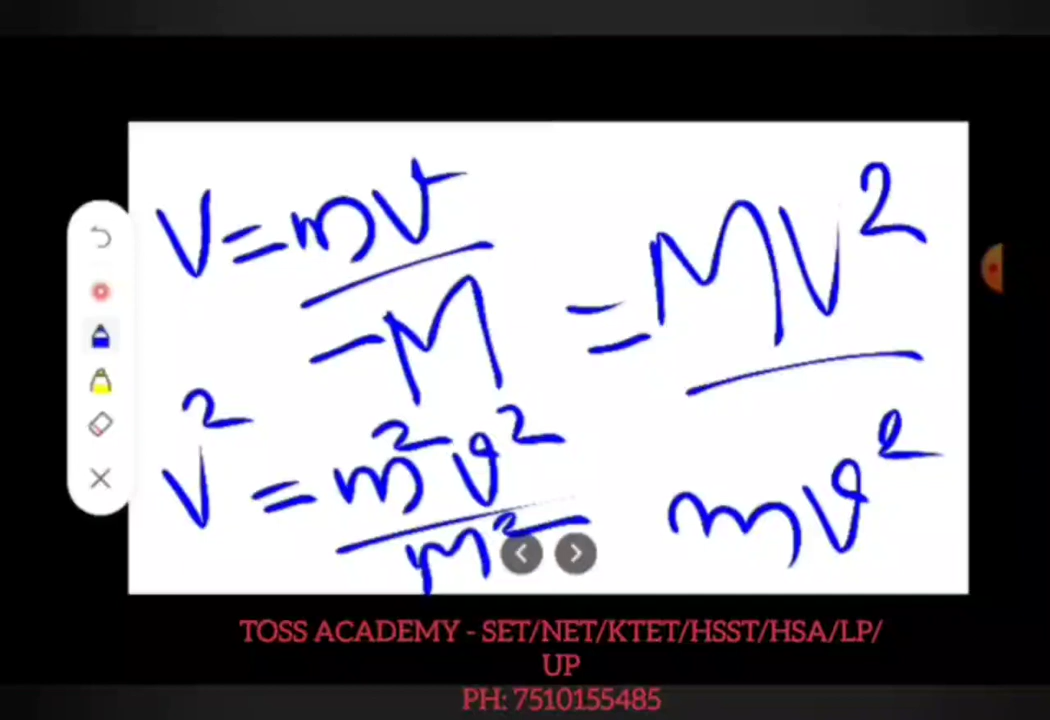 V = mv
-M
= MV²
mv²
V² = m²v²
M²
TOSS ACADEMY - SET/NET/KTET/HSST/HSA/LP/
UP
PH: 7510155485